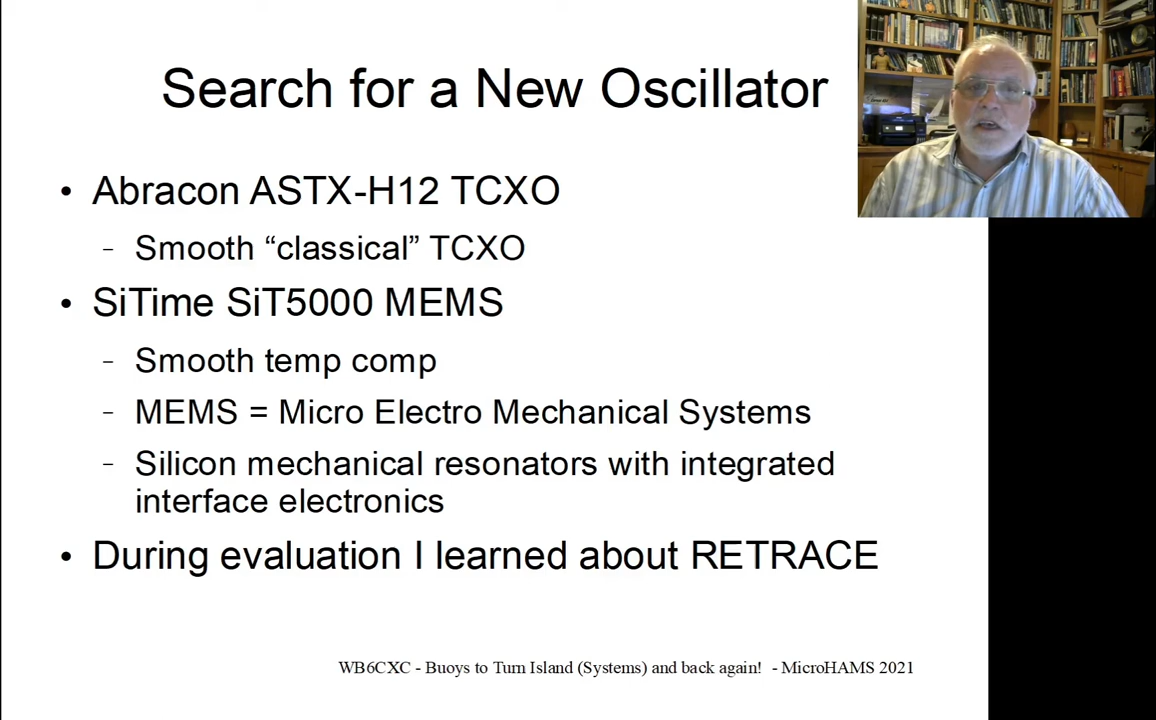 Search for a New Oscillator
• Abracon ASTX-H12 TCXO
– Smooth “classical” TCXO
• SiTime SiT5000 MEMS
– Smooth temp comp
– MEMS = Micro Electro Mechanical Systems
– Silicon mechanical resonators with integrated
interface electronics
• During evaluation I learned about RETRACE
WB6CXC - Buoys to Turn Island (Systems) and back again!  - MicroHAMS 2021